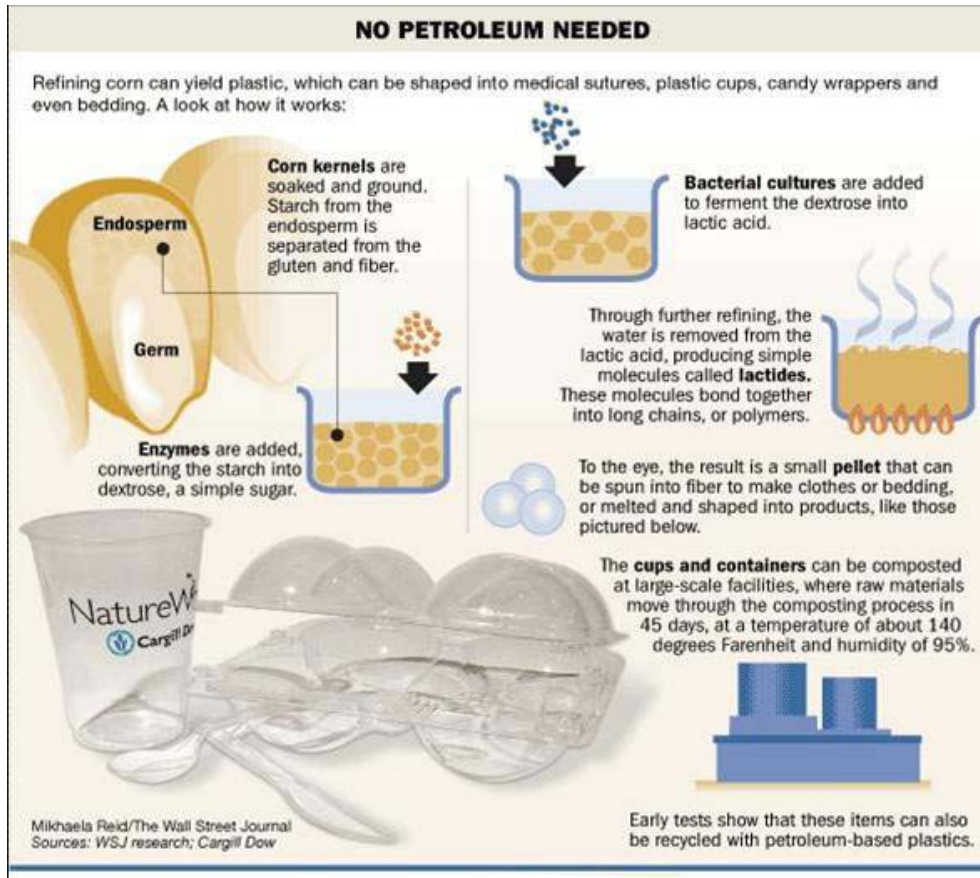 NO PETROLEUM NEEDED
Refining corn can yield plastic, which can be shaped into medical sutures, plastic cups, candy wrappers and
even bedding. A look at how it works:
Corn kernels are
soaked and ground.
Starch from the
endosperm is
separated from the
gluten and fiber.
Endosperm
Germ
Enzymes are added,
converting the starch into
dextrose, a simple sugar.
Bacterial cultures are added
to ferment the dextrose into
lactic acid.
Through further refining, the
water is removed from the
lactic acid, producing simple
molecules called lactides.
These molecules bond together
into long chains, or polymers.
To the eye, the result is a small pellet that can
be spun into fiber to make clothes or bedding,
or melted and shaped into products, like those
pictured below.
The cups and containers can be composted
at large-scale facilities, where raw materials
move through the composting process in
45 days, at a temperature of about 140
degrees Farenheit and humidity of 95%.
NatureW
Cargill Do
Early tests show that these items can also
be recycled with petroleum-based plastics.
Mikhaela Reid/The Wall Street Journal
Sources: WSJ research; Cargill Dow